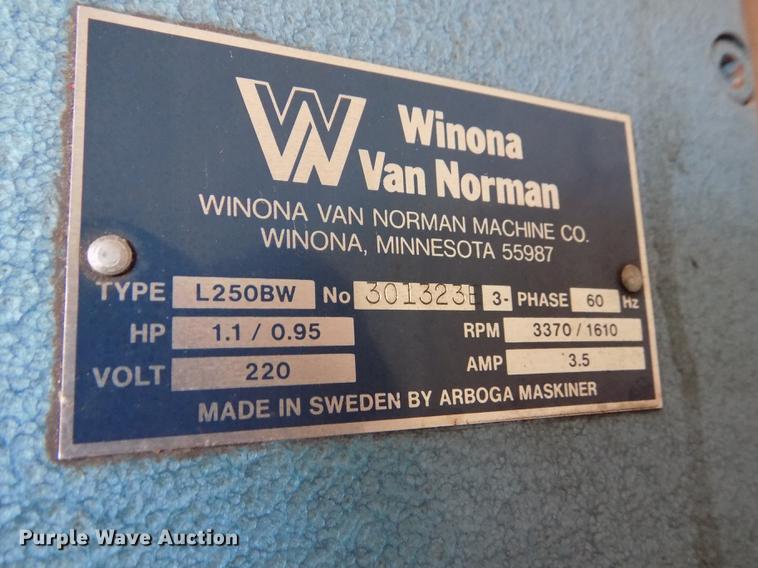 Winona
Van Norman
WINONA VAN NORMAN MACHINE CO.
WINONA, MINNESOTA 55987
TYPE L250BW No 301323E 3- PHASE 60 Hz
HP 1.1 / 0.95 RPM 3370 / 1610
VOLT 220 AMP 3.5
MADE IN SWEDEN BY ARBOGA MASKINER
Purple Wave Auction